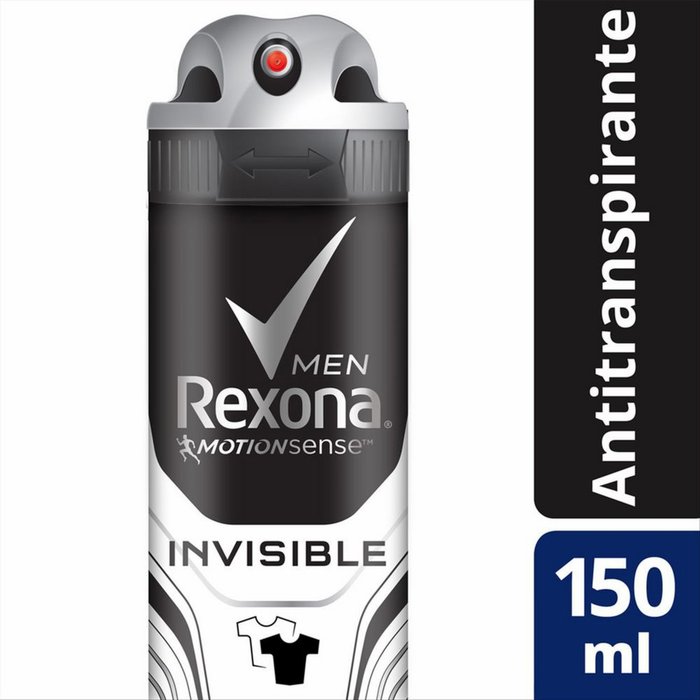 MEN
Rexona®
MOTIONsense™
INVISIBLE
Antitranspirante
150
ml